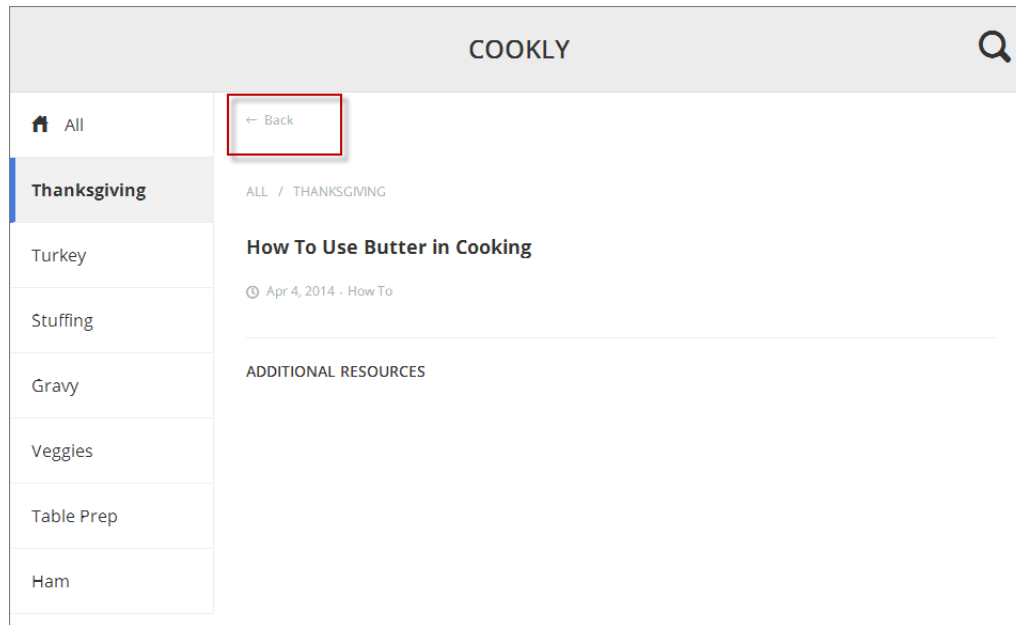 COOKLY
All
Thanksgiving
Turkey
Stuffing
Gravy
Veggies
Table Prep
Ham
← Back
ALL / THANKSGIVING
How To Use Butter in Cooking
Apr 4, 2014 . How To
ADDITIONAL RESOURCES